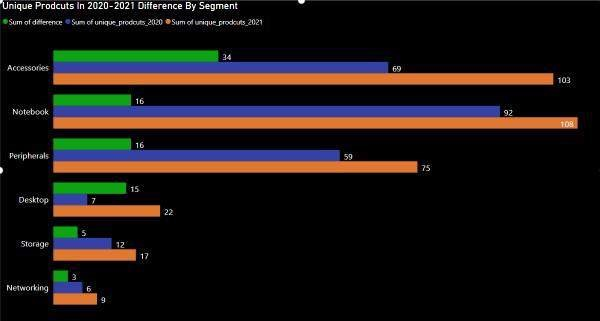 Unique Prodcuts In 2020-2021 Difference By Segment
Sum of difference Sum of unique_prodcuts_2020 Sum of unique_prodcuts_2021
34
Accessories 69
103
16
Notebook 92
108
16
Peripherals 59
75
15
Desktop 7
22
5
Storage 12
17
3
Networking 6
9